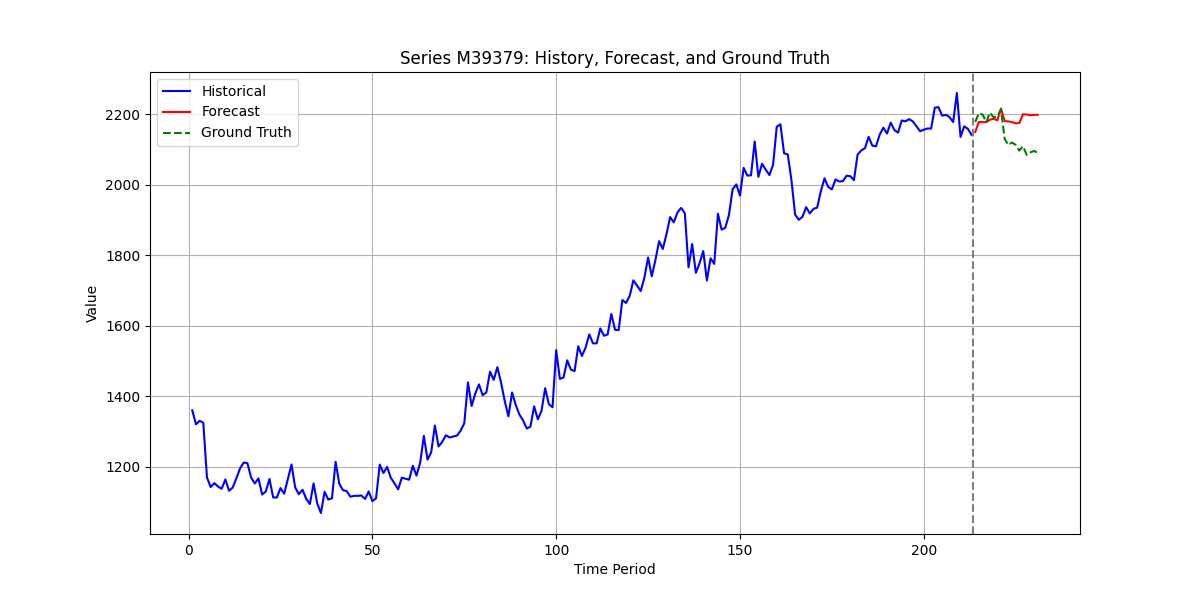 Series M39379: History, Forecast, and Ground Truth
Historical
Forecast
Ground Truth
2200
2000
1800
1600
1400
1200
Value
0
50
100
150
200
Time Period